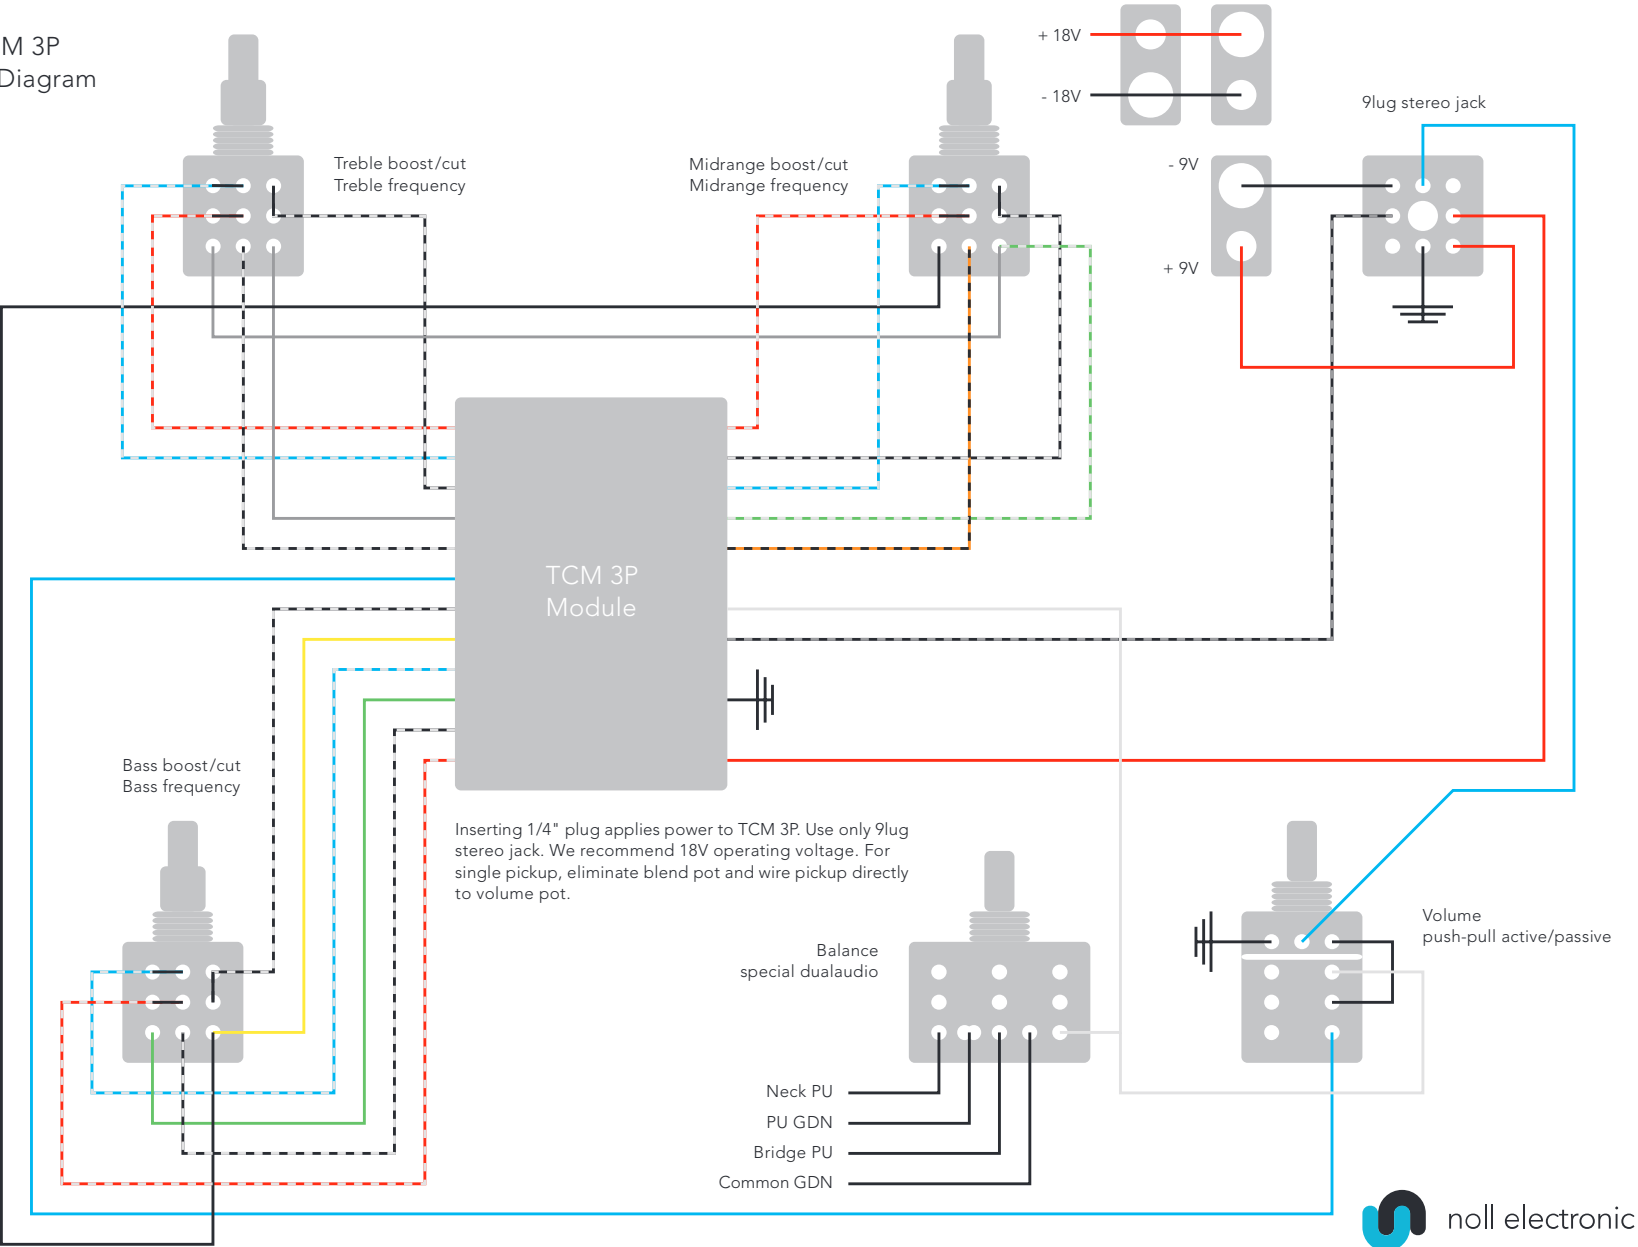 M 3P
Diagram
Treble boost/cut
Treble frequency
Midrange boost/cut
Midrange frequency
+ 18V
- 18V
9lug stereo jack
- 9V
+ 9V
TCM 3P
Module
Bass boost/cut
Bass frequency
Inserting 1/4" plug applies power to TCM 3P. Use only 9lug
stereo jack. We recommend 18V operating voltage. For
single pickup, eliminate blend pot and wire pickup directly
to volume pot.
Balance
special dualaudio
Volume
push-pull active/passive
Neck PU
PU GDN
Bridge PU
Common GDN
noll electronic